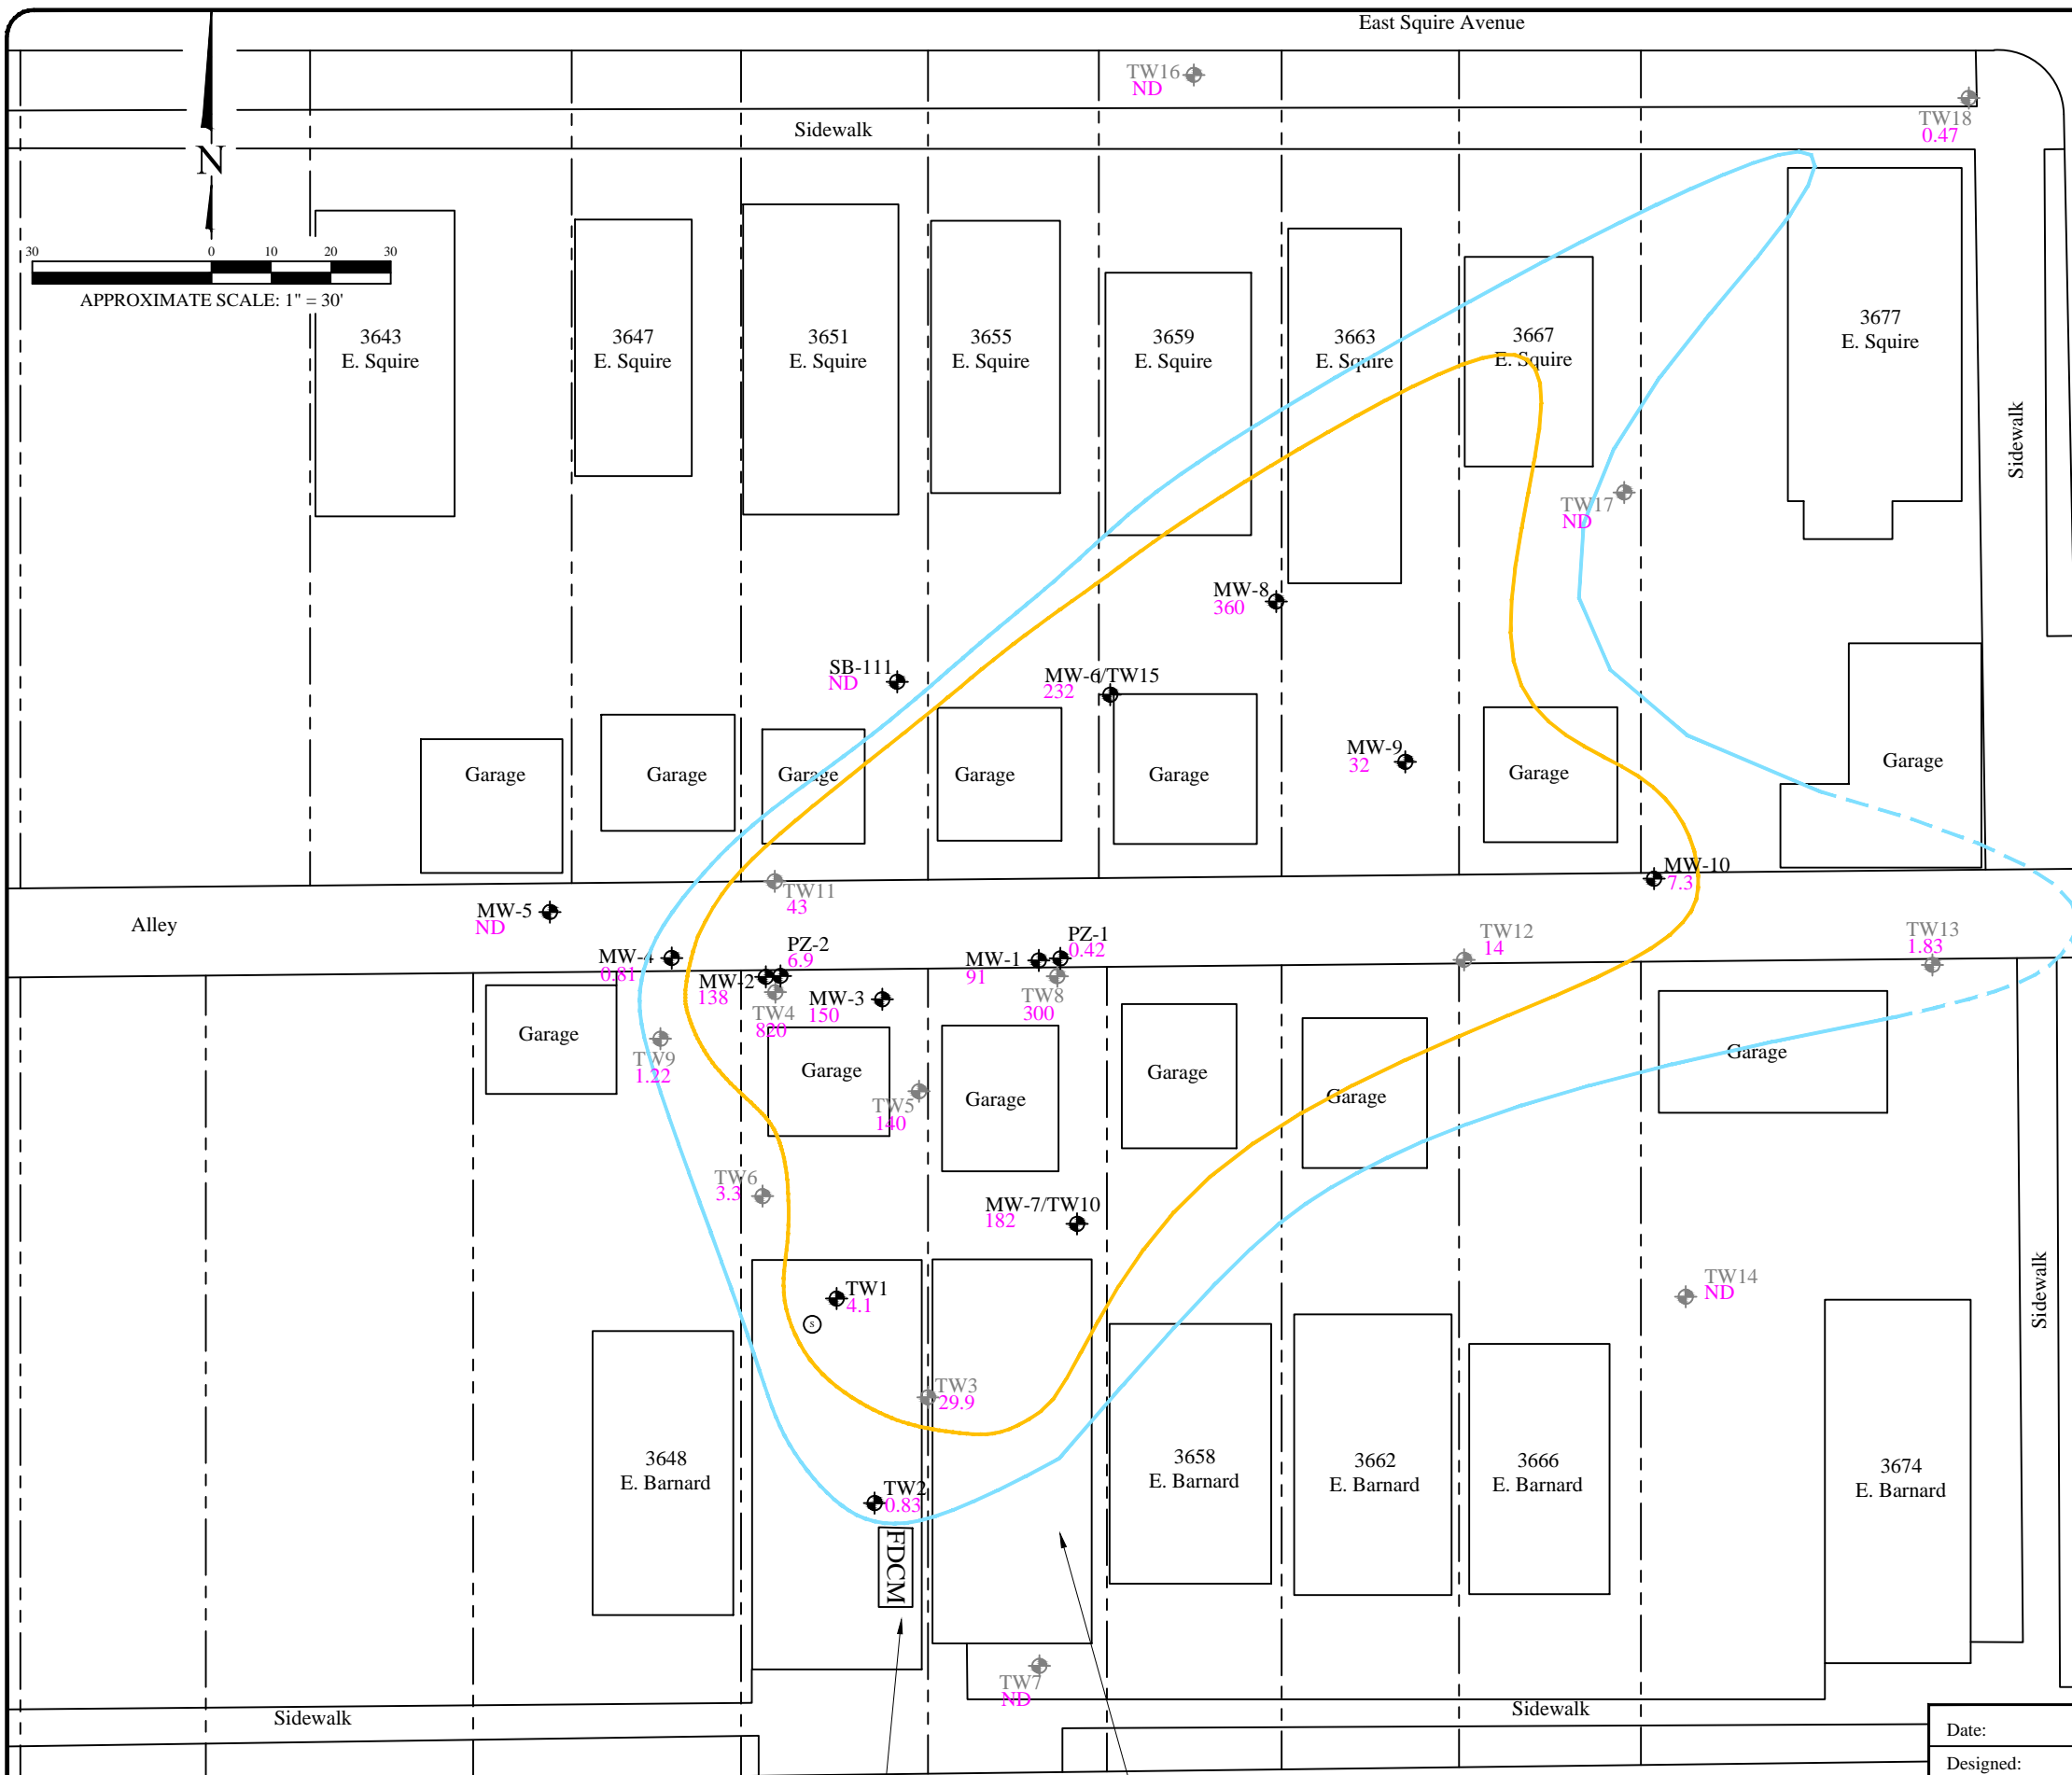 East Squire Avenue
TW16
ND
TW18
0.47
Sidewalk
N
30 0 10 20 30
APPROXIMATE SCALE: 1" = 30'
3643
E. Squire
3647
E. Squire
3651
E. Squire
3655
E. Squire
3659
E. Squire
3663
E. Squire
3667
E. Squire
3677
E. Squire
Sidewalk
TW17
ND
MW-8
360
SB-111
ND
MW-6/TW15
232
MW-9
32
Garage
Garage
Garage
Garage
Garage
Garage
Garage
MW-10
7.3
TW11
43
MW-5
ND
Alley
MW-4
0.81
PZ-2
6.9
MW-2
138
TW4
820
MW-3
150
MW-1
91
PZ-1
0.42
TW8
300
TW12
14
TW13
1.83
TW9
1.22
Garage
Garage
Garage
Garage
Garage
Garage
TW5
140
TW6
3.3
MW-7/TW10
182
TW1
4.1
S
TW14
ND
Sidewalk
TW3
29.9
TW2
0.83
FDCM
3648
E. Barnard
3658
E. Barnard
3662
E. Barnard
3666
E. Barnard
3674
E. Barnard
TW7
ND
Sidewalk
Sidewalk
Date:
Designed: